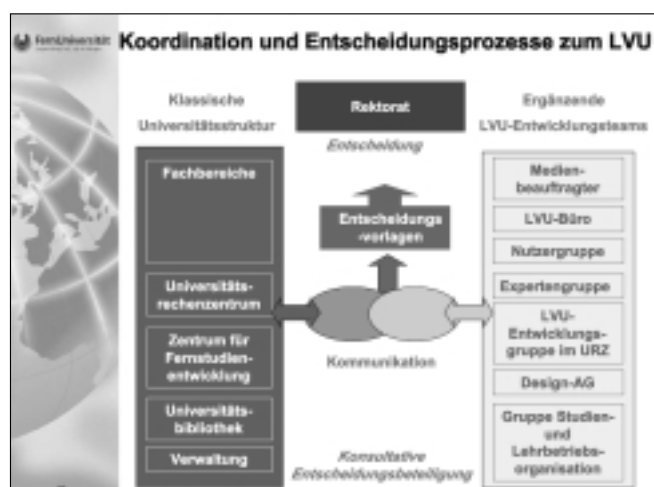 FernUniversität
Koordination und Entscheidungsprozesse zum LVU
Klassische
Universitätsstruktur
Fachbereiche
Universitäts-
rechenzentrum
Zentrum für
Fernstudien-
entwicklung
Universitäts-
bibliothek
Verwaltung
Rektorat
Entscheidung
Entscheidungs
-vorlagen
Kommunikation
Konsultative
Entscheidungsbeteiligung
Ergänzende
LVU-Entwicklungsteams
Medien-
beauftragter
LVU-Büro
Nutzergruppe
Expertengruppe
LVU-
Entwicklungs-
gruppe im URZ
Design-AG
Gruppe Studien-
und
Lehrbetriebs-
organisation